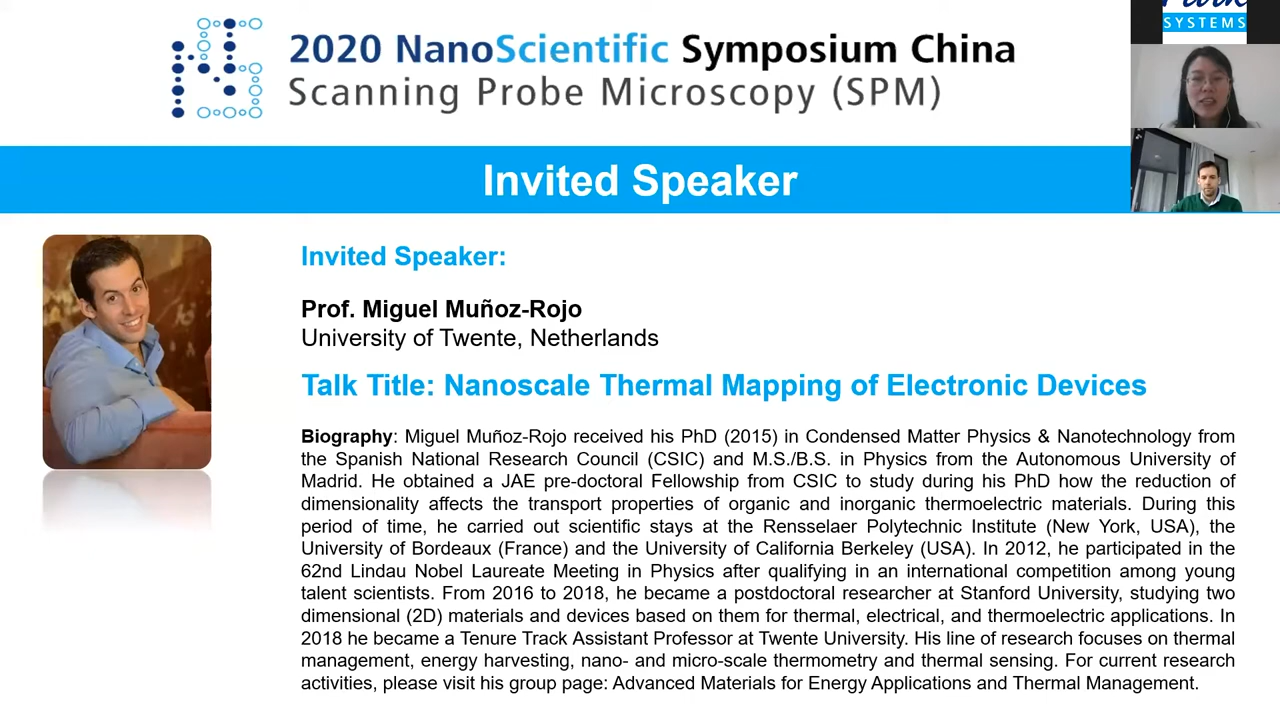 2020 NanoScientific Symposium China
Scanning Probe Microscopy (SPM)
SYSTEMS
Invited Speaker
Invited Speaker:
Prof. Miguel Muñoz-Rojo
University of Twente, Netherlands
Talk Title: Nanoscale Thermal Mapping of Electronic Devices
Biography: Miguel Muñoz-Rojo received his PhD (2015) in Condensed Matter Physics & Nanotechnology from
the Spanish National Research Council (CSIC) and M.S./B.S. in Physics from the Autonomous University of
Madrid. He obtained a JAE pre-doctoral Fellowship from CSIC to study during his PhD how the reduction of
dimensionality affects the transport properties of organic and inorganic thermoelectric materials. During this
period of time, he carried out scientific stays at the Rensselaer Polytechnic Institute (New York, USA), the
University of Bordeaux (France) and the University of California Berkeley (USA). In 2012, he participated in the
62nd Lindau Nobel Laureate Meeting in Physics after qualifying in an international competition among young
talent scientists. From 2016 to 2018, he became a postdoctoral researcher at Stanford University, studying two
dimensional (2D) materials and devices based on them for thermal, electrical, and thermoelectric applications. In
2018 he became a Tenure Track Assistant Professor at Twente University. His line of research focuses on thermal
management, energy harvesting, nano- and micro-scale thermometry and thermal sensing. For current research
activities, please visit his group page: Advanced Materials for Energy Applications and Thermal Management.